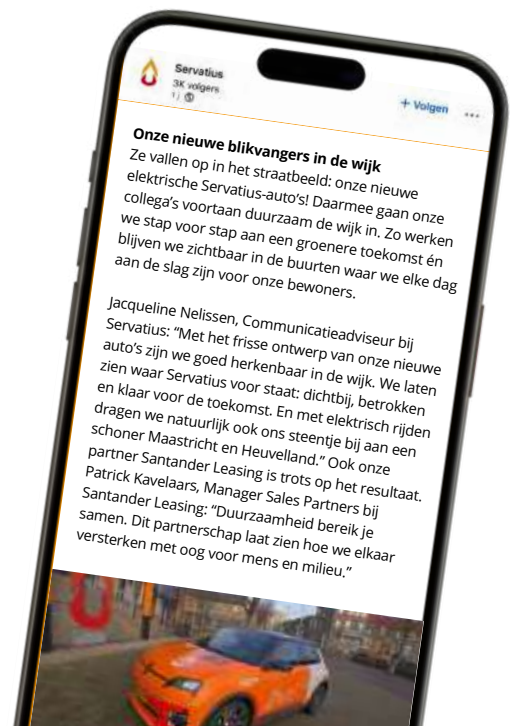 Servatius
3K volgers
1 j
+ Volgen
Onze nieuwe blikvangers in de wijk
Ze vallen op in het straatbeeld: onze nieuwe
elektrische Servatius-auto’s! Daarmee gaan onze
collega’s voortaan duurzaam de wijk in. Zo werken
we stap voor stap aan een groenere toekomst én
blijven we zichtbaar in de buurten waar we elke dag
aan de slag zijn voor onze bewoners.
Jacqueline Nelissen, Communicatieadviseur bij
Servatius: “Met het frisse ontwerp van onze nieuwe
auto’s zijn we goed herkenbaar in de wijk. We laten
zien waar Servatius voor staat: dichtbij, betrokken
en klaar voor de toekomst. En met elektrisch rijden
dragen we natuurlijk ook ons steentje bij aan een
schoner Maastricht en Heuvelland.” Ook onze
partner Santander Leasing is trots op het resultaat.
Patrick Kavelaars, Manager Sales Partners bij
Santander Leasing: “Duurzaamheid bereik je
samen. Dit partnerschap laat zien hoe we elkaar
versterken met oog voor mens en milieu.”